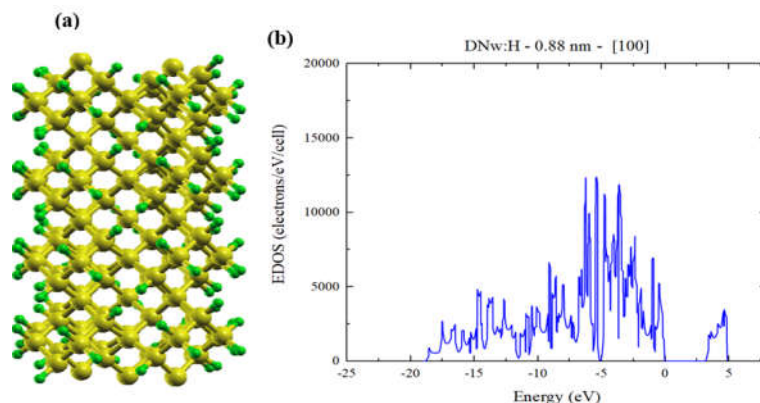 (a)
(b)
DNw:H - 0.88 nm - [100]
EDOS (electrons/eV/cell)
20000
15000
10000
5000
0
-25
-20
-15
-10
-5
0
5
Energy (eV)